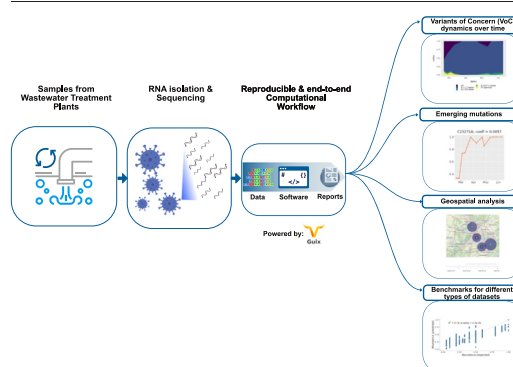 Samples from
Wastewater Treatment
Plants
RNA isolation &
Sequencing
Reproducible & end-to-end
Computational
Workflow
Data
Software
Reports
# {}
</>
Powered by:
Guix
Variants of Concern (VoC
dynamics over time
Emerging mutations
Geospatial analysis
Benchmarks for different
types of datasets